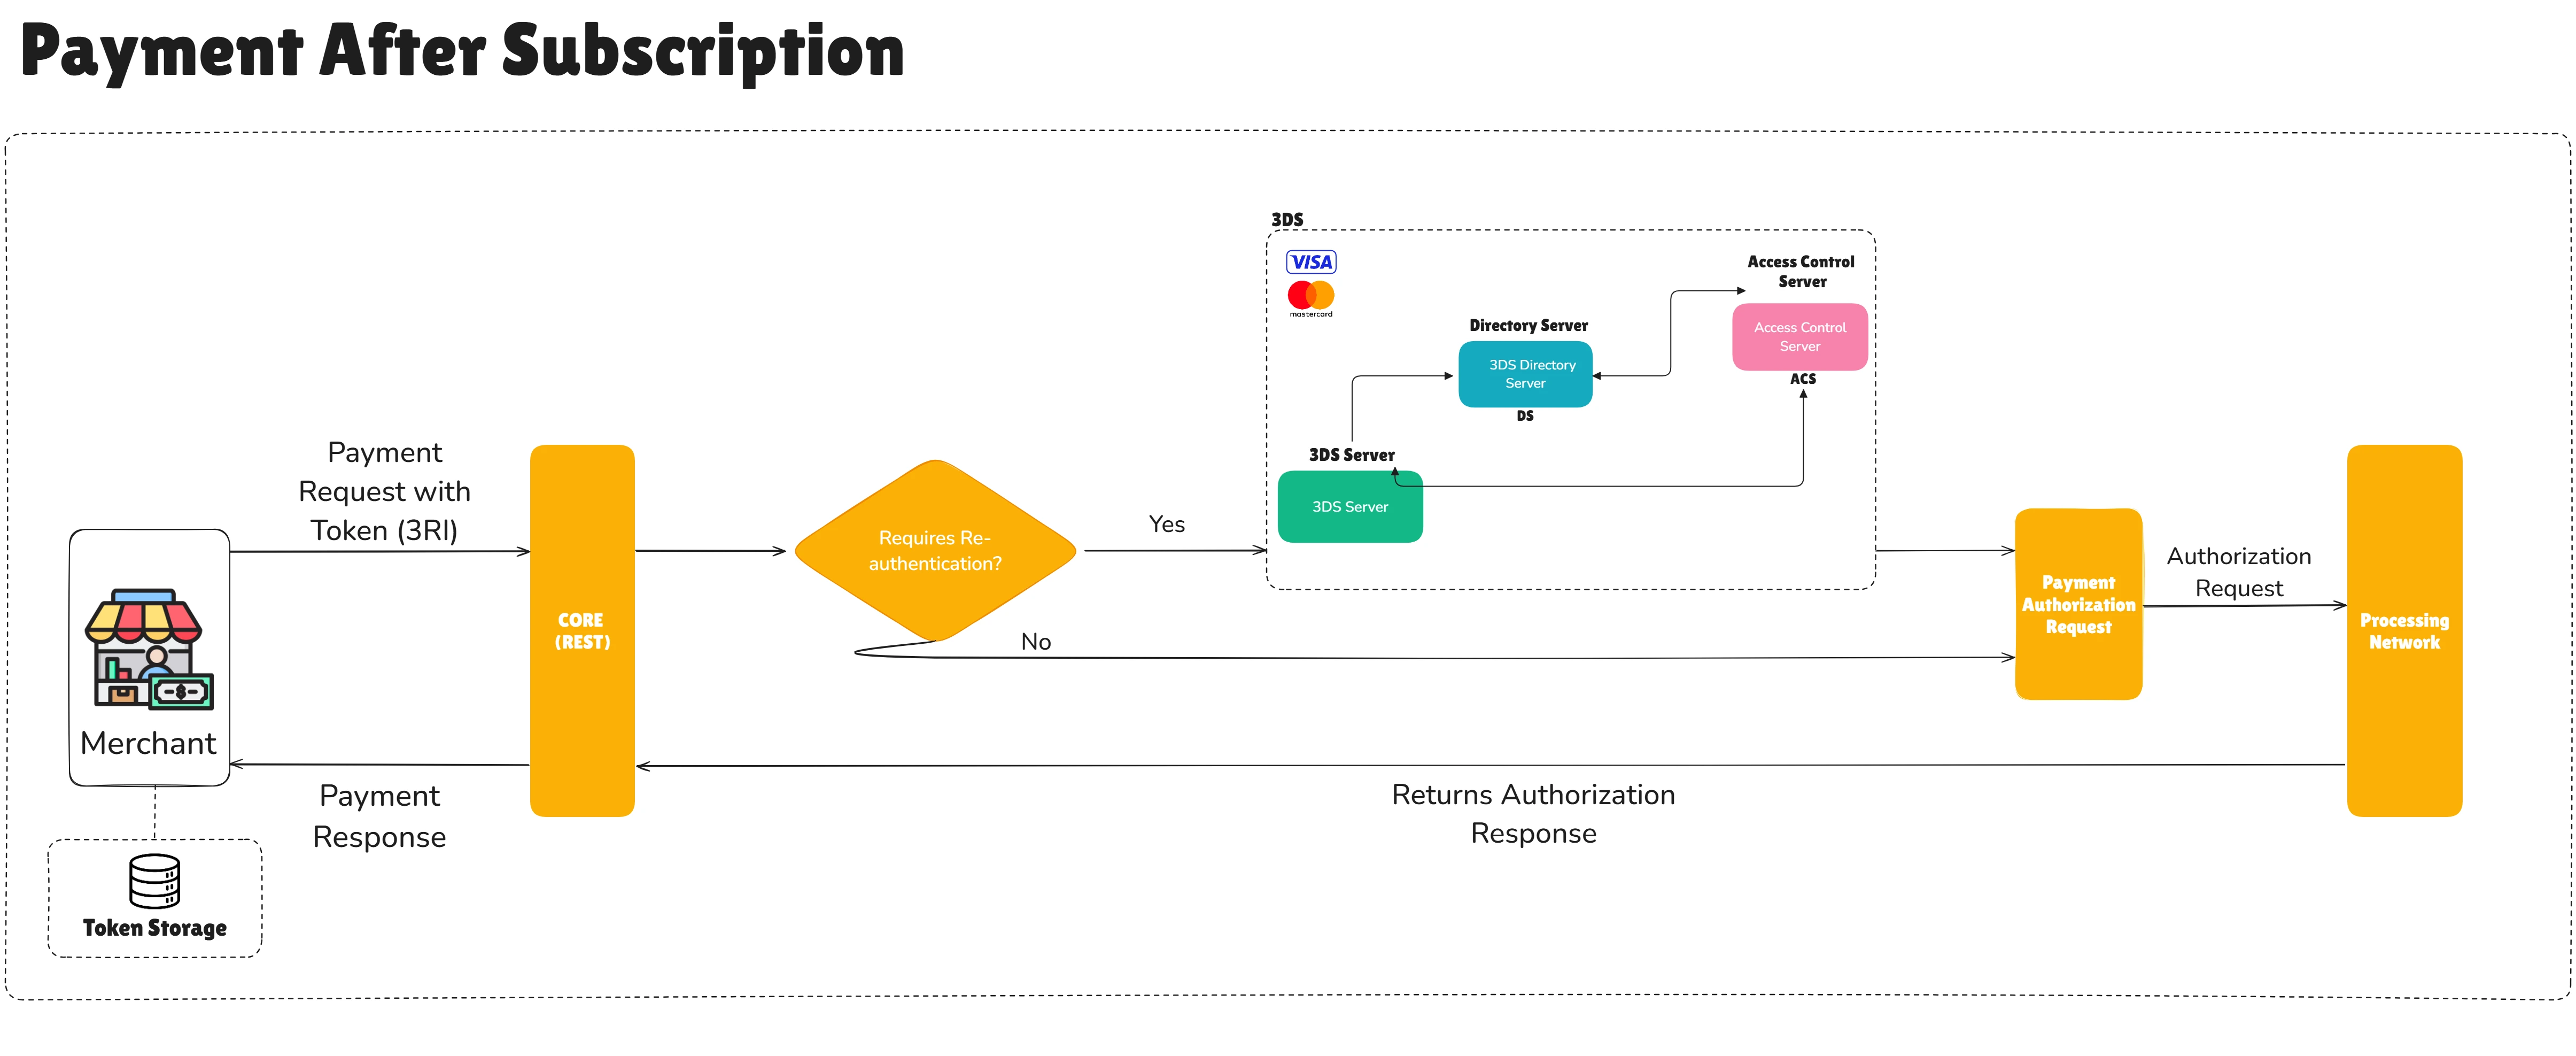 Payment After Subscription
3DS
VISA
mastercard
Access Control
Server
Access Control
Server
ACS
Directory Server
3DS Directory
Server
DS
3DS Server
3DS Server
Payment
Request with
Token (3RI)
Merchant
Token Storage
CORE
(REST)
Requires Re-
authentication?
Yes
No
Payment
Authorization
Request
Authorization
Request
Processing
Network
Payment
Response
Returns Authorization
Response